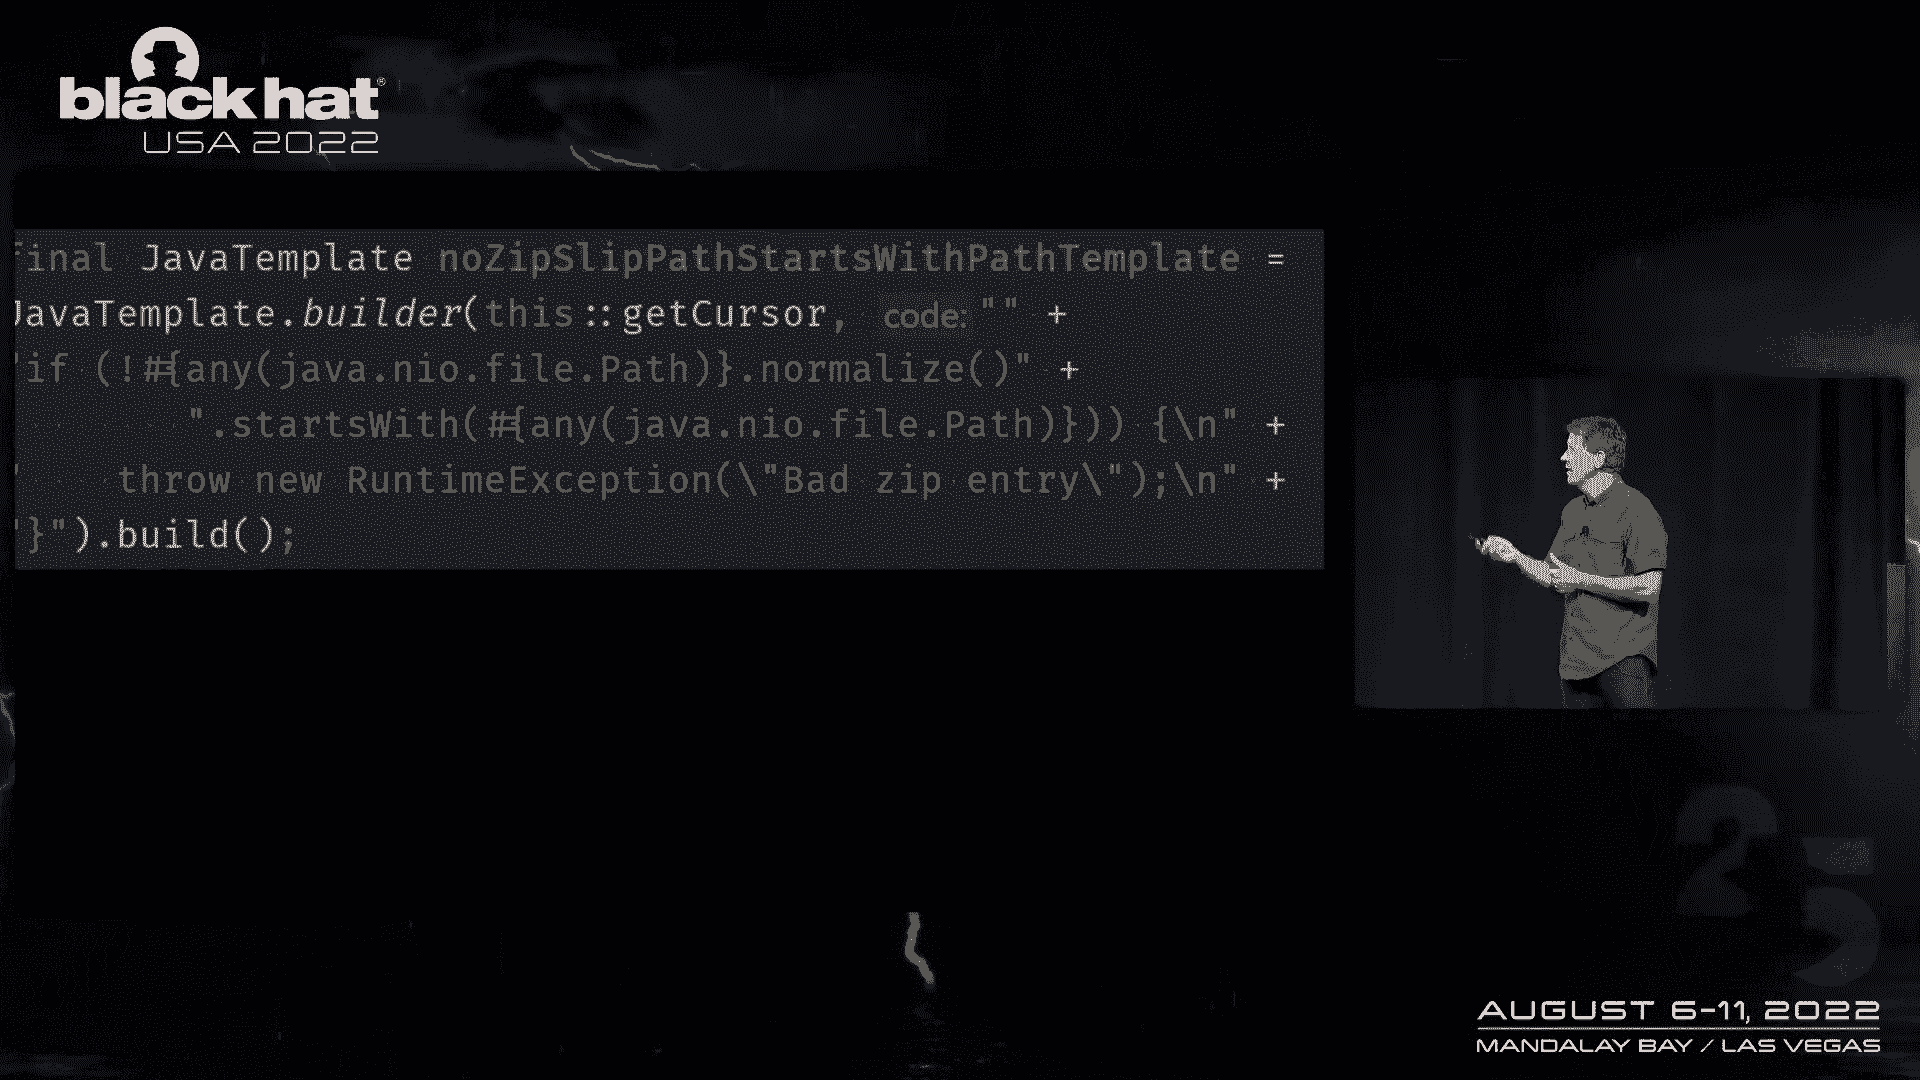 black hat®
USA 2022
final JavaTemplate noZipSlipPathStartsWithPathTemplate =
JavaTemplate.builder(this::getCursor, code: "" +
"if (!#{any(java.nio.file.Path)}.normalize()" +
".startsWith(#{any(java.nio.file.Path)})) {\n" +
" throw new RuntimeException(\"Bad zip entry\");\n" +
"}").build();
25
AUGUST 6-11, 2022
MANDALAY BAY / LAS VEGAS